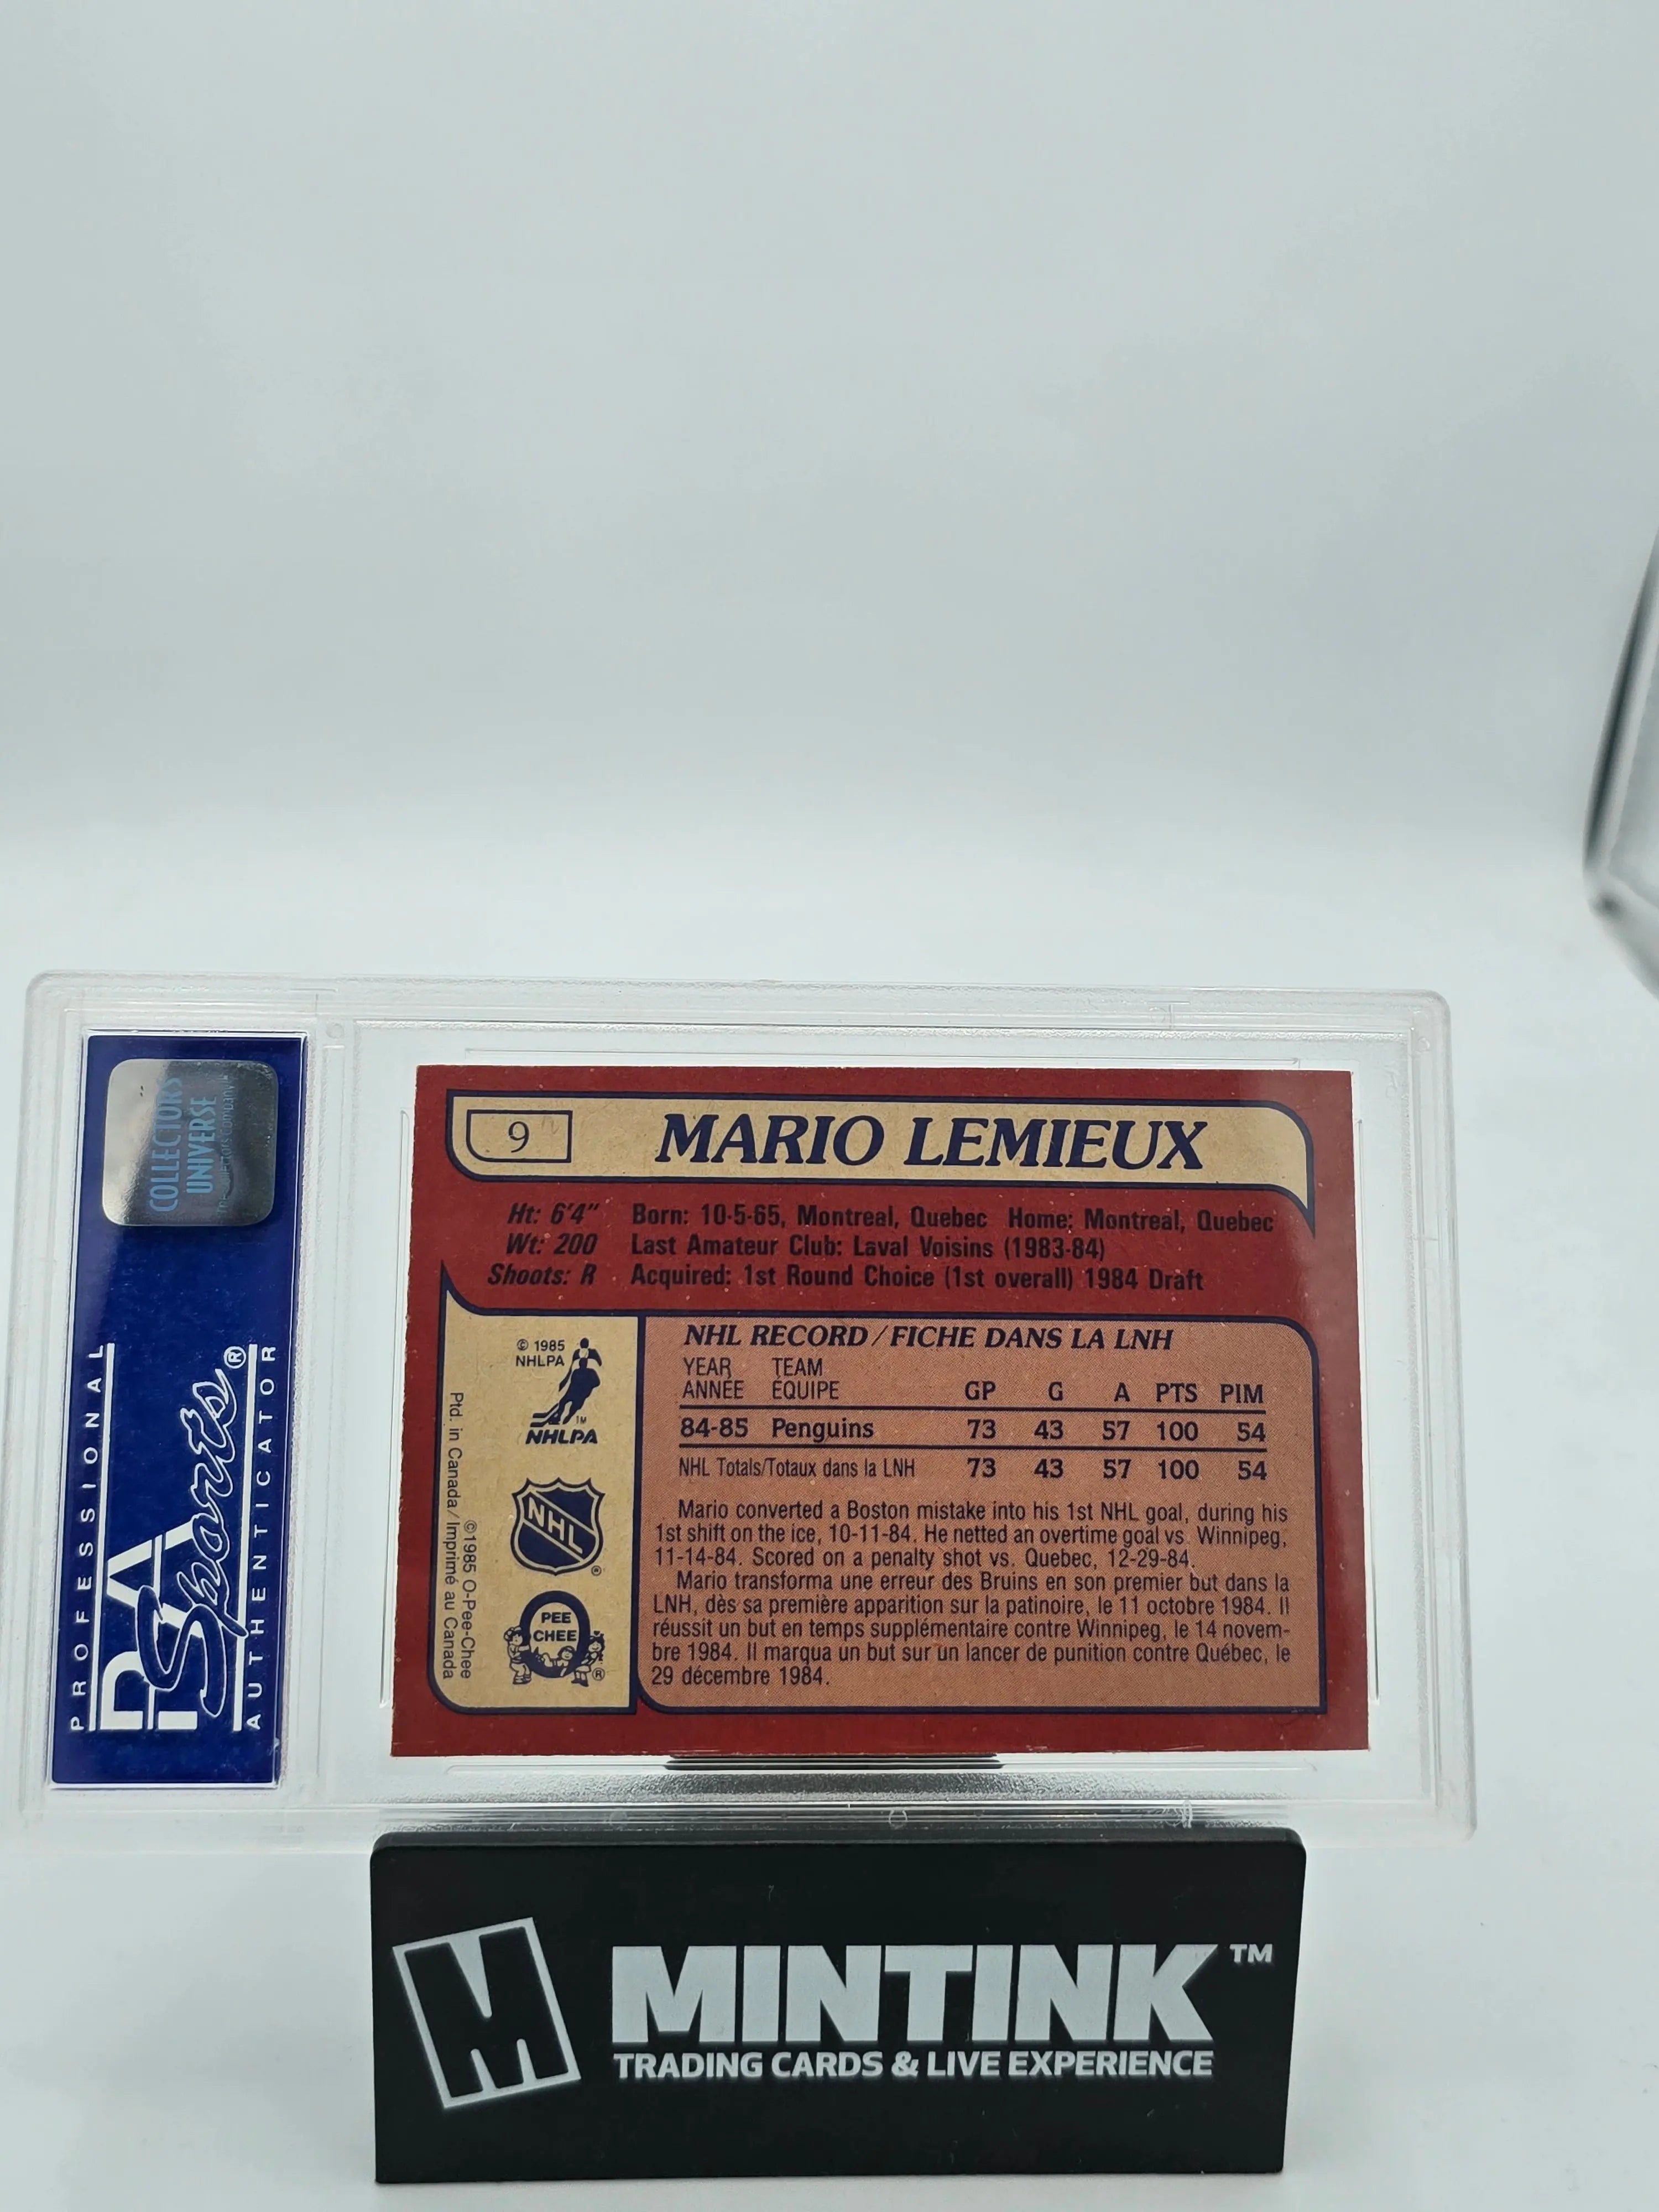 COLLECTORS
UNIVERSE
PROFESSIONAL
PSA
Sports®
AUTHENTICATOR
9
MARIO LEMIEUX
Ht: 6'4" Born: 10-5-65, Montreal, Quebec Home: Montreal, Quebec
Wt: 200 Last Amateur Club: Laval Voisins (1983-84)
Shoots: R Acquired: 1st Round Choice (1st overall) 1984 Draft
© 1985
NHLPA
TM
NHLPA
NHL
®
PEE
CHEE
®
©1985 O-Pee-Chee
Ptd. in Canada/Imprimé au Canada
NHL RECORD/FICHE DANS LA LNH
YEAR TEAM
ANNÉE ÉQUIPE GP G A PTS PIM
84-85 Penguins 73 43 57 100 54
NHL Totals/Totaux dans la LNH 73 43 57 100 54
Mario converted a Boston mistake into his 1st NHL goal, during his
1st shift on the ice, 10-11-84. He netted an overtime goal vs. Winnipeg,
11-14-84. Scored on a penalty shot vs. Quebec, 12-29-84.
Mario transforma une erreur des Bruins en son premier but dans la
LNH, dès sa première apparition sur la patinoire, le 11 octobre 1984. Il
réussit un but en temps supplémentaire contre Winnipeg, le 14 novem-
bre 1984. Il marqua un but sur un lancer de punition contre Québec, le
29 décembre 1984.
M MINTINK™
TRADING CARDS & LIVE EXPERIENCE